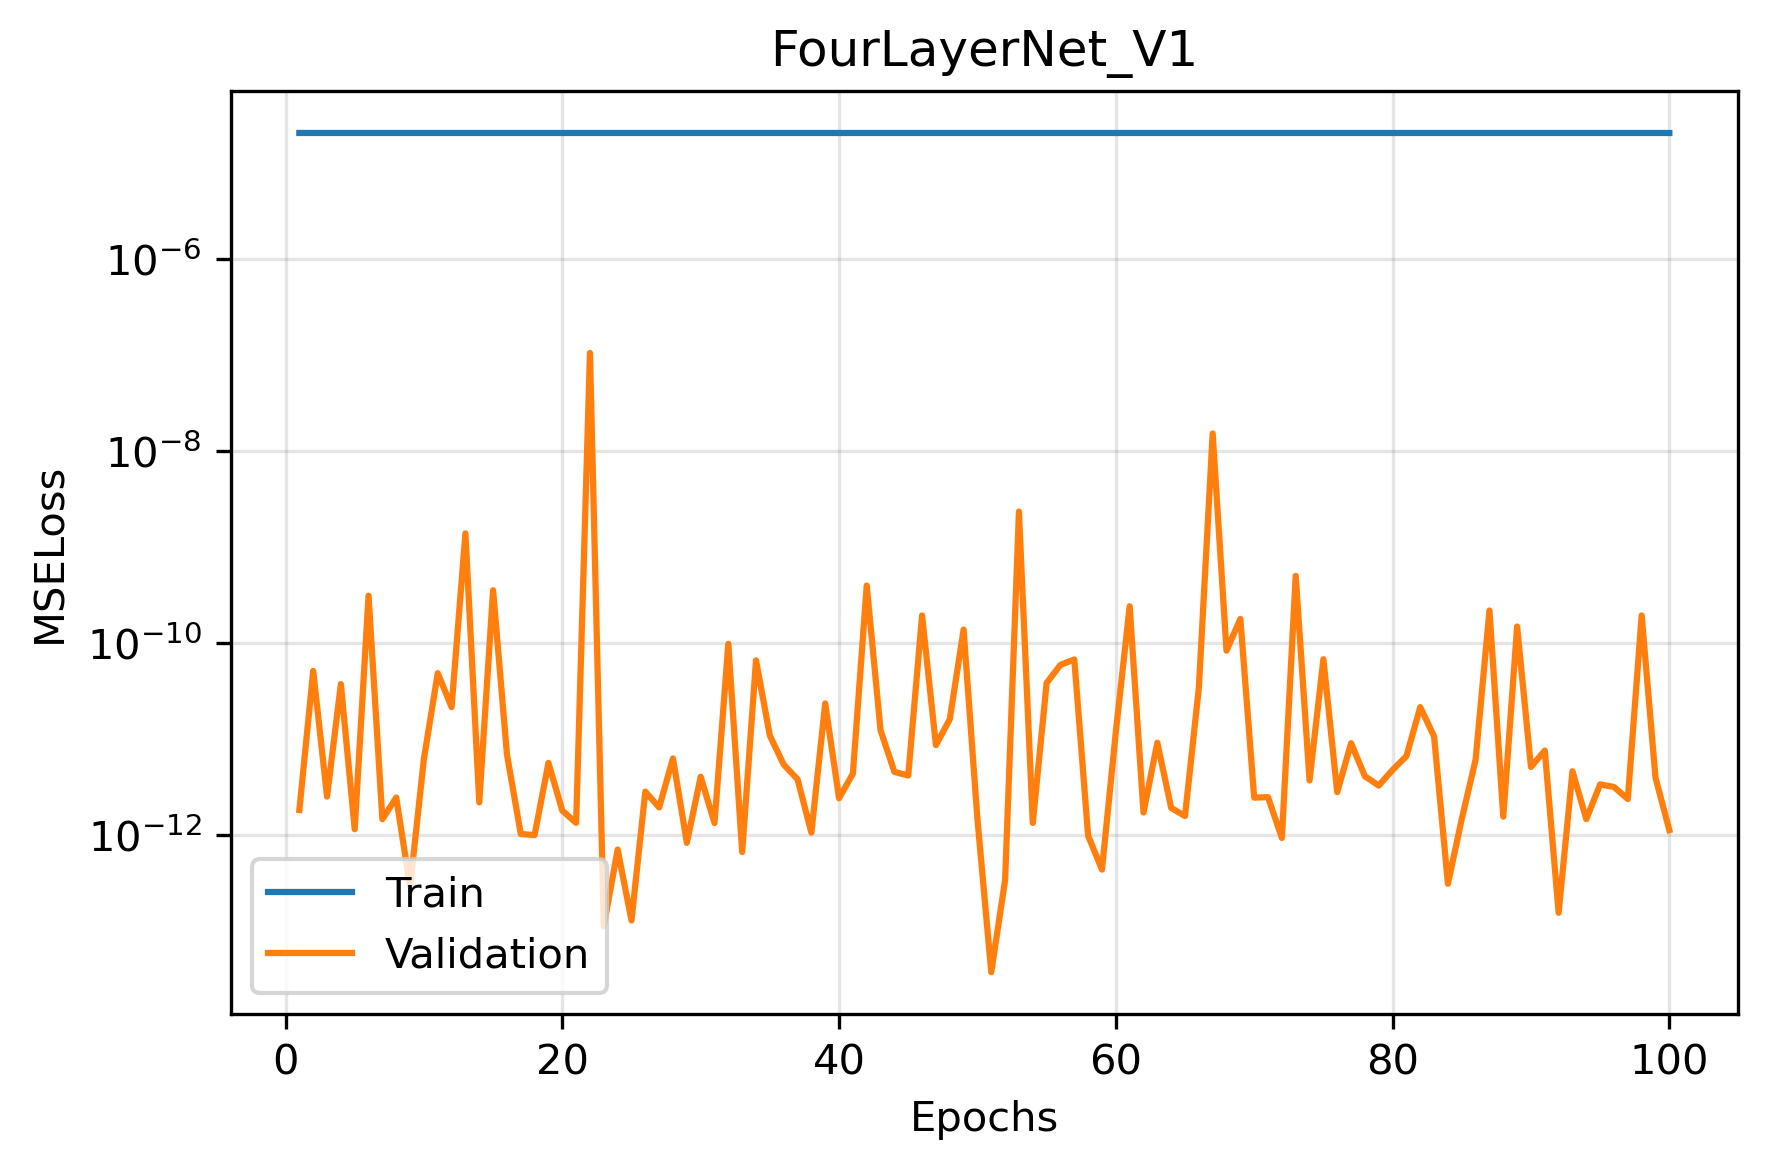 FourLayerNet_V1
MSELoss
10⁻⁶
10⁻⁸
10⁻¹⁰
10⁻¹²
Train
Validation
0 20 40 60 80 100
Epochs